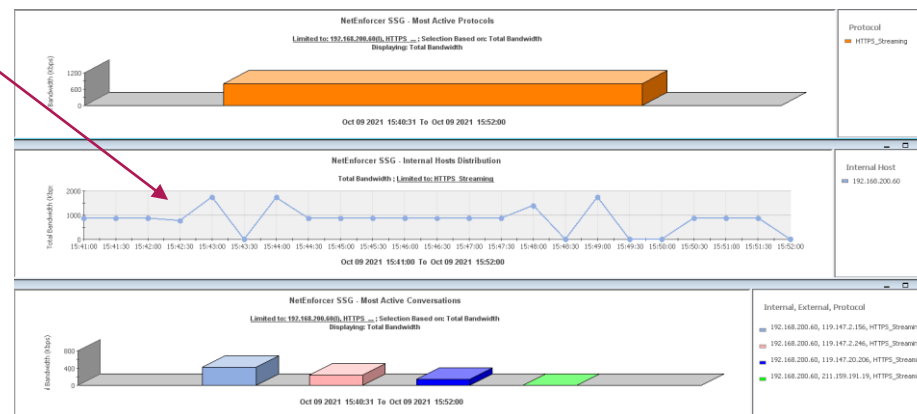 NetEnforcer SSG - Most Active Protocols
Limited to: 192.168.200.60(I), HTTPS_... ; Selection Based on: Total Bandwidth
Displaying: Total Bandwidth
Bandwidth (Kbps)
1200
600
0
Oct 09 2021 15:40:31 To Oct 09 2021 15:52:00
Protocol
HTTPS_Streaming
NetEnforcer SSG - Internal Hosts Distribution
Total Bandwidth ; Limited to: HTTPS_Streaming
Total Bandwidth (Kbps)
2000
1000
0
15:41:00 15:41:30 15:42:00 15:42:30 15:43:00 15:43:30 15:44:00 15:44:30 15:45:00 15:45:30 15:46:00 15:46:30 15:47:00 15:47:30 15:48:00 15:48:30 15:49:00 15:49:30 15:50:00 15:50:30 15:51:00 15:51:30 15:52:00
Oct 09 2021 15:41:00 To Oct 09 2021 15:52:00
Internal Host
192.168.200.60
NetEnforcer SSG - Most Active Conversations
Limited to: 192.168.200.60(I), HTTPS_... ; Selection Based on: Total Bandwidth
Displaying: Total Bandwidth
l Bandwidth (Kbps)
800
400
0
Oct 09 2021 15:40:31 To Oct 09 2021 15:52:00
Internal, External, Protocol
192.168.200.60, 119.147.2.156, HTTPS_Streamin
192.168.200.60, 119.147.2.246, HTTPS_Streamin
192.168.200.60, 119.147.20.206, HTTPS_Streamin
192.168.200.60, 211.159.191.19, HTTPS_Streamin